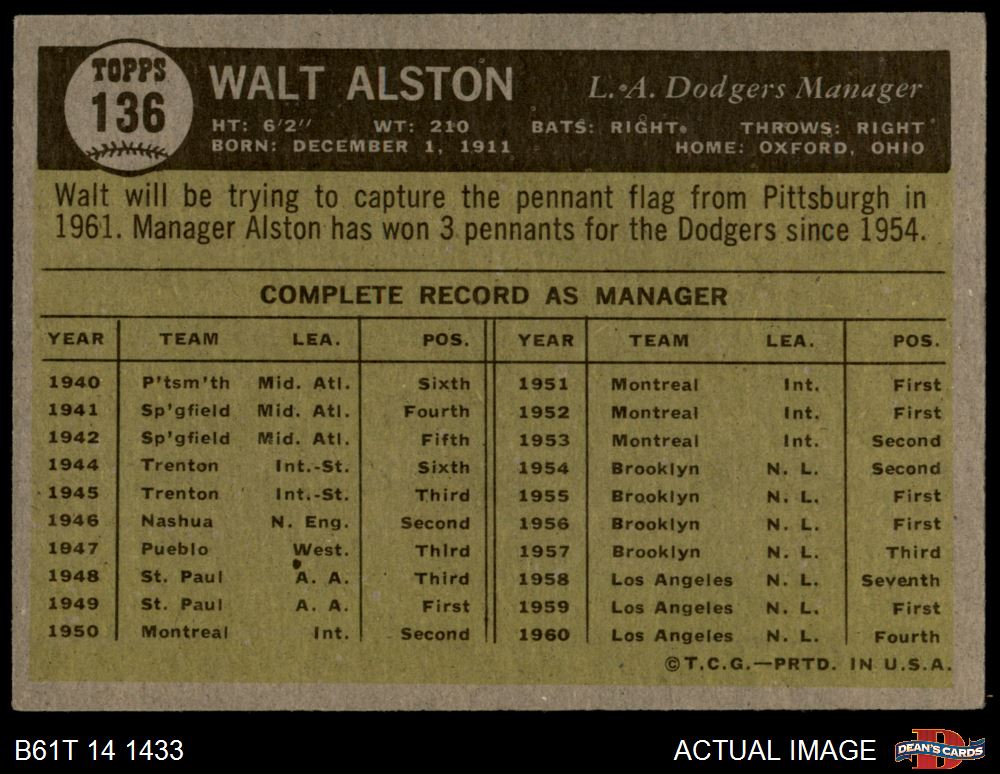 TOPPS
136
WALT ALSTON L.A. Dodgers Manager
HT: 6'2" WT: 210 BATS: RIGHT. THROWS: RIGHT
BORN: DECEMBER 1, 1911 HOME: OXFORD, OHIO
Walt will be trying to capture the pennant flag from Pittsburgh in
1961. Manager Alston has won 3 pennants for the Dodgers since 1954.
COMPLETE RECORD AS MANAGER
YEAR TEAM LEA. POS. YEAR TEAM LEA. POS.
1940 P'tsm'th Mid. Atl. Sixth 1951 Montreal Int. First
1941 Sp'gfield Mid. Atl. Fourth 1952 Montreal Int. First
1942 Sp'gfield Mid. Atl. Fifth 1953 Montreal Int. Second
1944 Trenton Int.-St. Sixth 1954 Brooklyn N. L. Second
1945 Trenton Int.-St. Third 1955 Brooklyn N. L. First
1946 Nashua N. Eng. Second 1956 Brooklyn N. L. First
1947 Pueblo West. Third 1957 Brooklyn N. L. Third
1948 St. Paul A. A. Third 1958 Los Angeles N. L. Seventh
1949 St. Paul A. A. First 1959 Los Angeles N. L. First
1950 Montreal Int. Second 1960 Los Angeles N. L. Fourth
©T.C.G.—PRTD. IN U.S.A.
B61T 14 1433 ACTUAL IMAGE DEAN'S CARDS